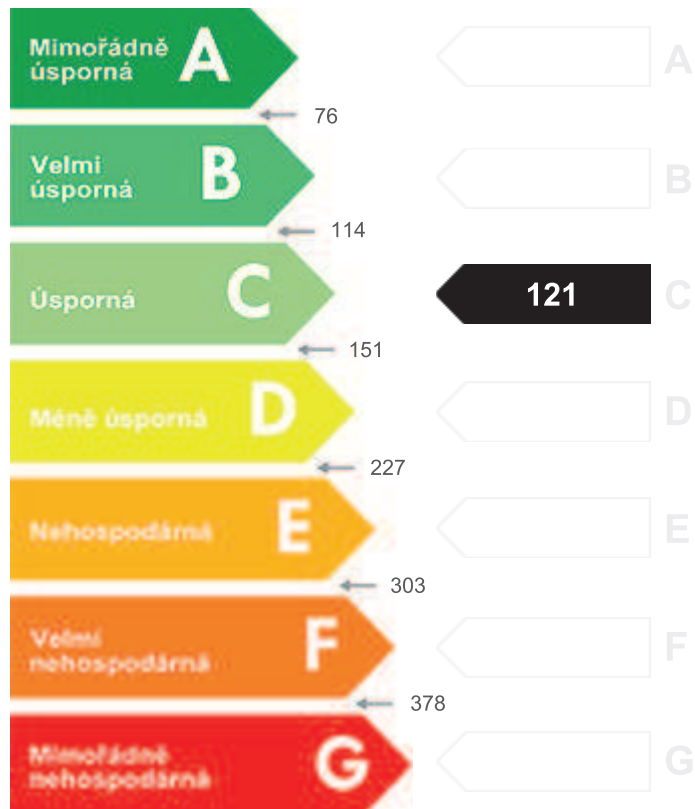 Mimořádně
úsporná
A
A
76
Velmi
úsporná
B
B
114
Úsporná
C
121
C
151
Méně úsporná
D
D
227
Nehospodárná
E
E
303
Velmi
nehospodárná
F
F
378
Mimořádně
nehospodárná
G
G